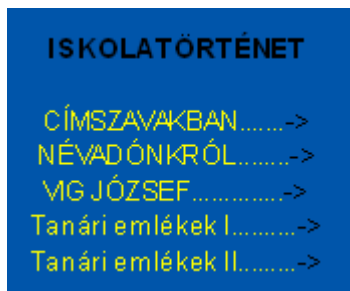 ISKOLATÖRTÉNET
CÍMSZAVAKBAN.......->
NÉVADÓNKRÓL........->
VIG JÓZSEF..............->
Tanári emlékek I..........->
Tanári emlékek II.........->